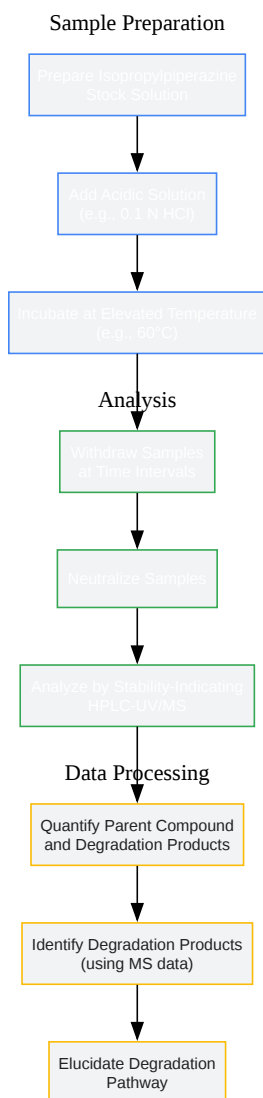 Sample Preparation
Prepare Isopropylpiperazine
Stock Solution
Add Acidic Solution
(e.g., 0.1 N HCl)
Incubate at Elevated Temperature
(e.g., 60°C)
Analysis
Withdraw Samples
at Time Intervals
Neutralize Samples
Analyze by Stability-Indicating
HPLC-UV/MS
Data Processing
Quantify Parent Compound
and Degradation Products
Identify Degradation Products
(using MS data)
Elucidate Degradation
Pathway